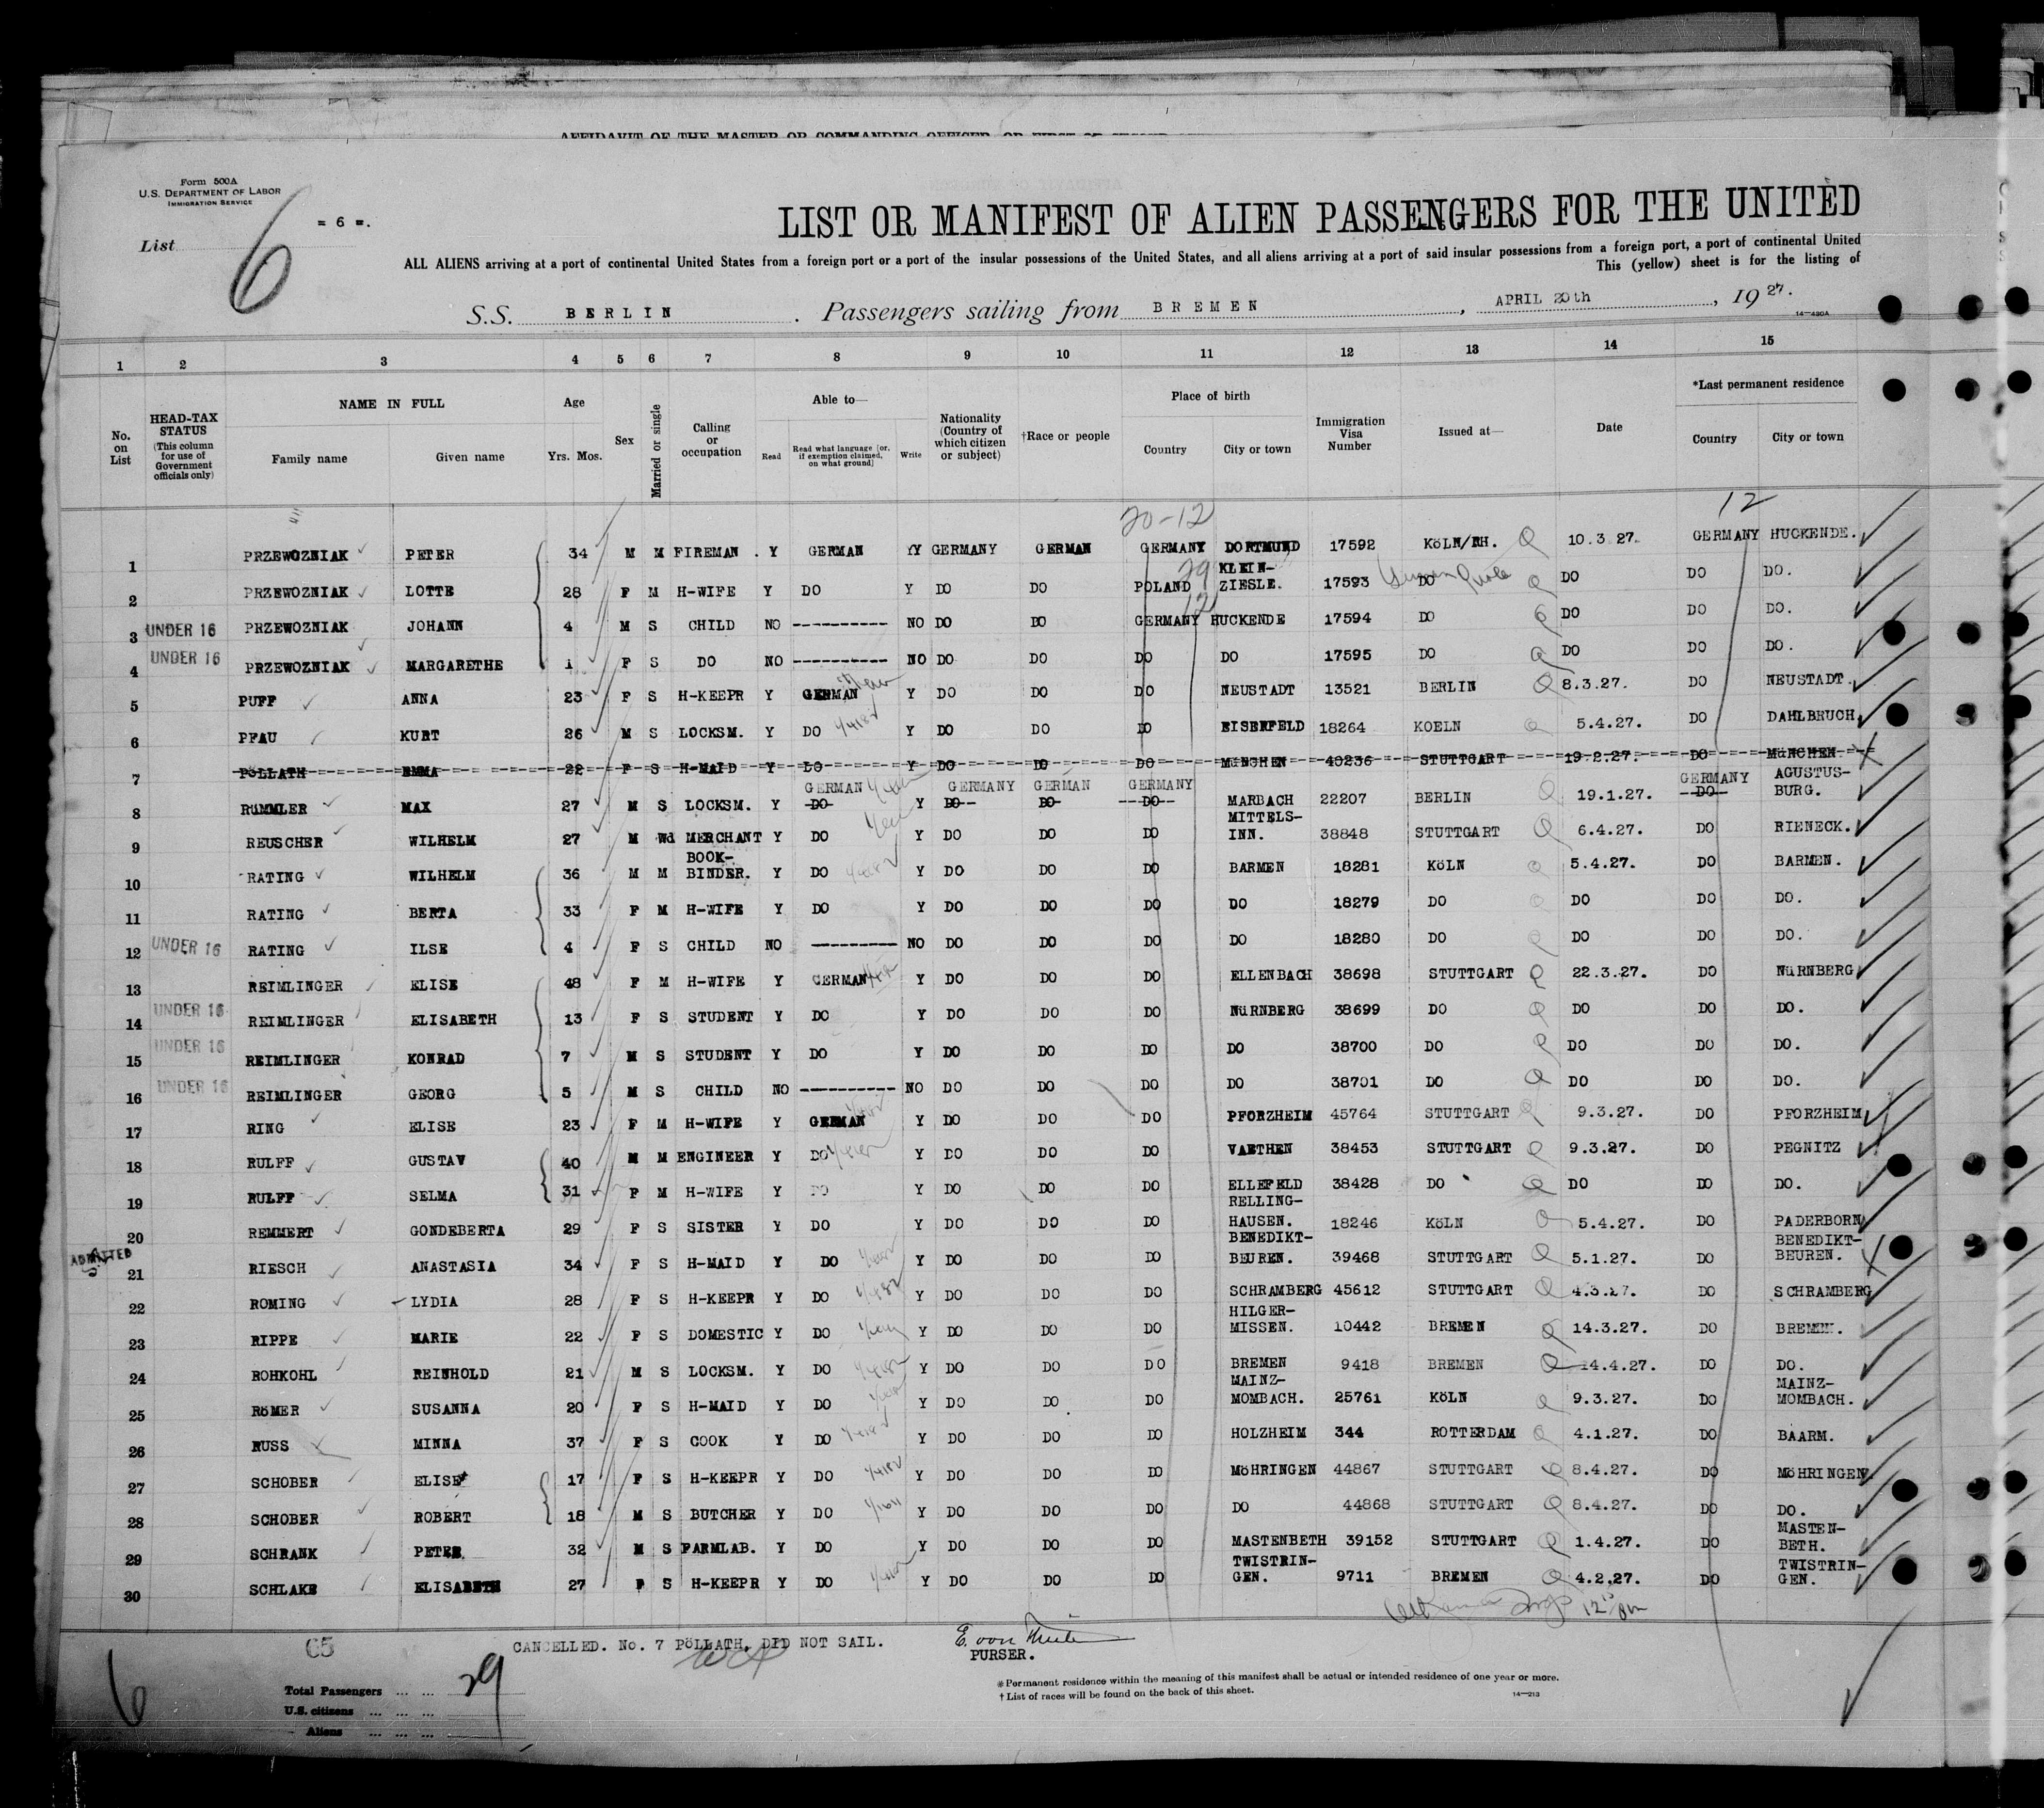 AFFIDAVIT OF THE MASTER OR COMMANDING OFFICER OR FIRST OR SECOND
Form 500A
U.S. DEPARTMENT OF LABOR
IMMIGRATION SERVICE
List 6
= 6 =.
LIST OR MANIFEST OF ALIEN PASSENGERS FOR THE UNITED
ALL ALIENS arriving at a port of continental United States from a foreign port or a port of the insular possessions of the United States, and all aliens arriving at a port of said insular possessions from a foreign port, a port of continental United
This (yellow) sheet is for the listing of
S.S. BERLIN. Passengers sailing from BREMEN, APRIL 20th, 1927.
14—430A
1 2 3 4 5 6 7 8 9 10 11 12 13 14 15
No. on List
HEAD-TAX STATUS (This column for use of Government officials only)
NAME IN FULL
Family name Given name
Age
Yrs. Mos.
Sex
Married or single
Calling or occupation
Able to—
Read Read what language [or, if exemption claimed, on what ground] Write
Nationality (Country of which citizen or subject)
†Race or people
Place of birth
Country City or town
Immigration Visa Number
Issued at—
Date
*Last permanent residence
Country City or town
20-12 12
1 PRZEWOZNIAK PETER 34 M M FIREMAN . Y GERMAN YY GERMANY GERMAN GERMANY DORTMUND 17592 KöLN/RH. 10.3.27. GERMANY HUCKENDE.
2 PRZEWOZNIAK LOTTE 28 F M H-WIFE Y DO Y DO DO POLAND KLEIN-ZIESLE. 17593 DO DO DO DO.
3 UNDER 16 PRZEWOZNIAK JOHANN 4 M S CHILD NO ---------- NO DO DO GERMANY HUCKENDE 17594 DO DO DO DO.
4 UNDER 16 PRZEWOZNIAK MARGARETHE 1 F S DO NO ---------- NO DO DO DO DO 17595 DO DO DO DO.
5 PUFF ANNA 23 F S H-KEEPR Y GERMAN Y DO DO DO NEUSTADT 13521 BERLIN 8.3.27. DO NEUSTADT.
6 PFAU KURT 26 M S LOCKSM. Y DO Y DO DO DO EISERFELD 18264 KOELN 5.4.27. DO DAHLBRUCH.
7 PöLLATH EMMA 22 F S H-MAID Y DO Y DO DO DO MüNCHEN 40236 STUTTGART 19.2.27. DO MüNCHEN
8 RüMMLER MAX 27 M S LOCKSM. Y DO GERMAN Y DO GERMANY DO GERMAN DO GERMANY MARBACH 22207 BERLIN 19.1.27. DO GERMANY AGUSTUS-BURG.
9 REUSCHER WILHELM 27 M Wd MERCHANT Y DO Y DO DO DO MITTELS-INN. 38848 STUTTGART 6.4.27. DO RIENECK.
10 RATING WILHELM 36 M M BOOK-BINDER. Y DO Y DO DO DO BARMEN 18281 KöLN 5.4.27. DO BARMEN.
11 RATING BERTA 33 F M H-WIFE Y DO Y DO DO DO DO 18279 DO DO DO DO.
12 UNDER 16 RATING ILSE 4 F S CHILD NO ---------- NO DO DO DO DO 18280 DO DO DO DO.
13 REIMLINGER ELISE 48 F M H-WIFE Y GERMAN Y DO DO DO ELLENBACH 38698 STUTTGART 22.3.27. DO NüRNBERG
14 UNDER 16 REIMLINGER ELISABETH 13 F S STUDENT Y DO Y DO DO DO NüRNBERG 38699 DO DO DO DO.
15 UNDER 16 REIMLINGER KONRAD 7 M S STUDENT Y DO Y DO DO DO DO 38700 DO DO DO DO.
16 UNDER 16 REIMLINGER GEORG 5 M S CHILD NO ---------- NO DO DO DO DO 38701 DO DO DO DO.
17 RING ELISE 23 F M H-WIFE Y GERMAN Y DO DO DO PFORZHEIM 45764 STUTTGART 9.3.27. DO PFORZHEIM
18 RULFF GUSTAV 40 M M ENGINEER Y DO Y DO DO DO VAETHEN 38453 STUTTGART 9.3.27. DO PEGNITZ
19 RULFF SELMA 31 F M H-WIFE Y DO Y DO DO DO ELLEFELD 38428 DO DO DO DO.
20 REMMERT GONDEBERTA 29 F S SISTER Y DO Y DO DO DO RELLING-HAUSEN. 18246 KöLN 5.4.27. DO PADERBORN
ADMITTED
21 RIESCH ANASTASIA 34 F S H-MAID Y DO Y DO DO DO BENEDIKT-BEUREN. 39468 STUTTGART 5.1.27. DO BENEDIKT-BEUREN.
22 ROMING LYDIA 28 F S H-KEEPR Y DO Y DO DO DO SCHRAMBERG 45612 STUTTGART 4.3.27. DO SCHRAMBERG
23 RIPPE MARIE 22 F S DOMESTIC Y DO Y DO DO DO HILGER-MISSEN. 10442 BREMEN 14.3.27. DO BREMEN.
24 ROHKOHL REINHOLD 21 M S LOCKSM. Y DO Y DO DO DO BREMEN 9418 BREMEN 14.4.27. DO DO.
25 RöMER SUSANNA 20 F S H-MAID Y DO Y DO DO DO MAINZ-MOMBACH. 25761 KöLN 9.3.27. DO MAINZ-MOMBACH.
26 RUSS MINNA 37 F S COOK Y DO Y DO DO DO HOLZHEIM 344 ROTTERDAM 4.1.27. DO BAARM.
27 SCHOBER ELISE 17 F S H-KEEPR Y DO Y DO DO DO MöHRINGEN 44867 STUTTGART 8.4.27. DO MöHRINGEN
28 SCHOBER ROBERT 18 M S BUTCHER Y DO Y DO DO DO DO 44868 STUTTGART 8.4.27. DO DO.
29 SCHRANK PETER 32 M S FARMLAB. Y DO Y DO DO DO MASTENBETH 39152 STUTTGART 1.4.27. DO MASTEN-BETH.
30 SCHLAKE ELISABETH 27 F S H-KEEPR Y DO Y DO DO DO TWISTRIN-GEN. 9711 BREMEN 4.2.27. DO TWISTRIN-GEN.
C5
CANCELLED. No. 7 PöLLATH. DID NOT SAIL.
PURSER.
6
Total Passengers ... ... 29
U.S. citizens ... ... ...
Aliens ... ... ...
*Permanent residence within the meaning of this manifest shall be actual or intended residence of one year or more.
†List of races will be found on the back of this sheet.
14—213